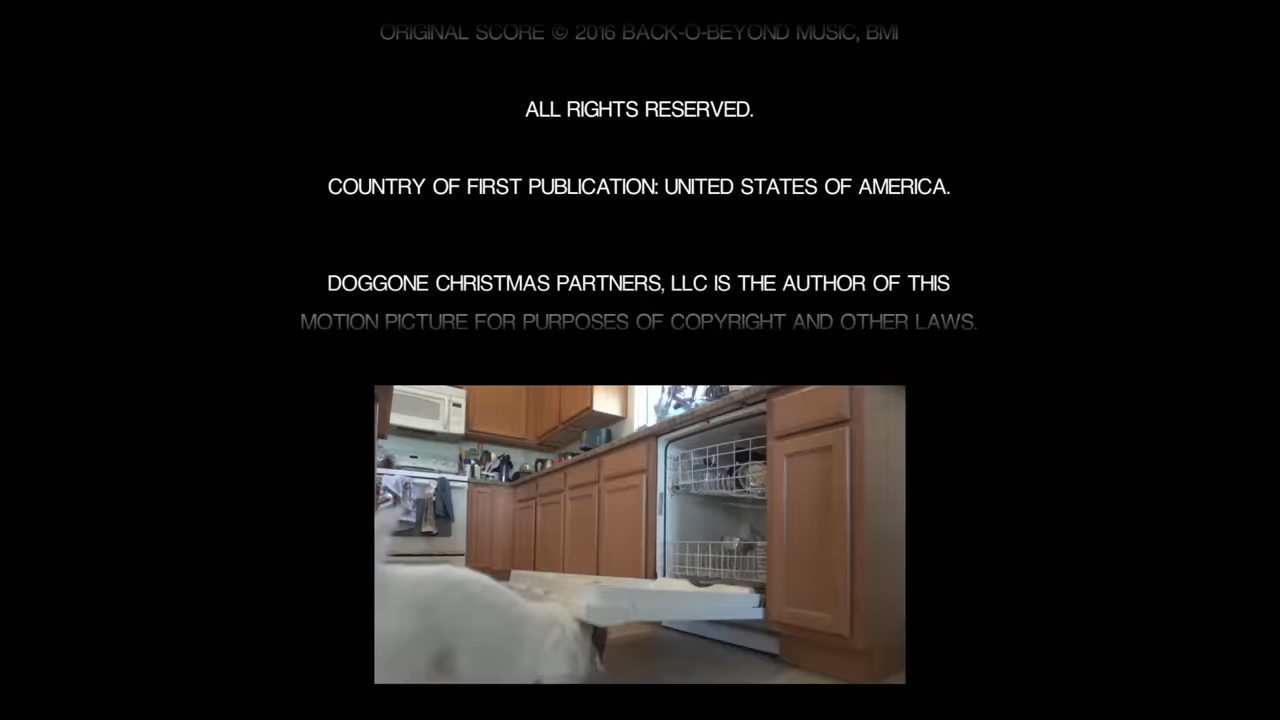 ORIGINAL SCORE © 2016 BACK-O-BEYOND MUSIC, BMI
ALL RIGHTS RESERVED.
COUNTRY OF FIRST PUBLICATION: UNITED STATES OF AMERICA.
DOGGONE CHRISTMAS PARTNERS, LLC IS THE AUTHOR OF THIS
MOTION PICTURE FOR PURPOSES OF COPYRIGHT AND OTHER LAWS.